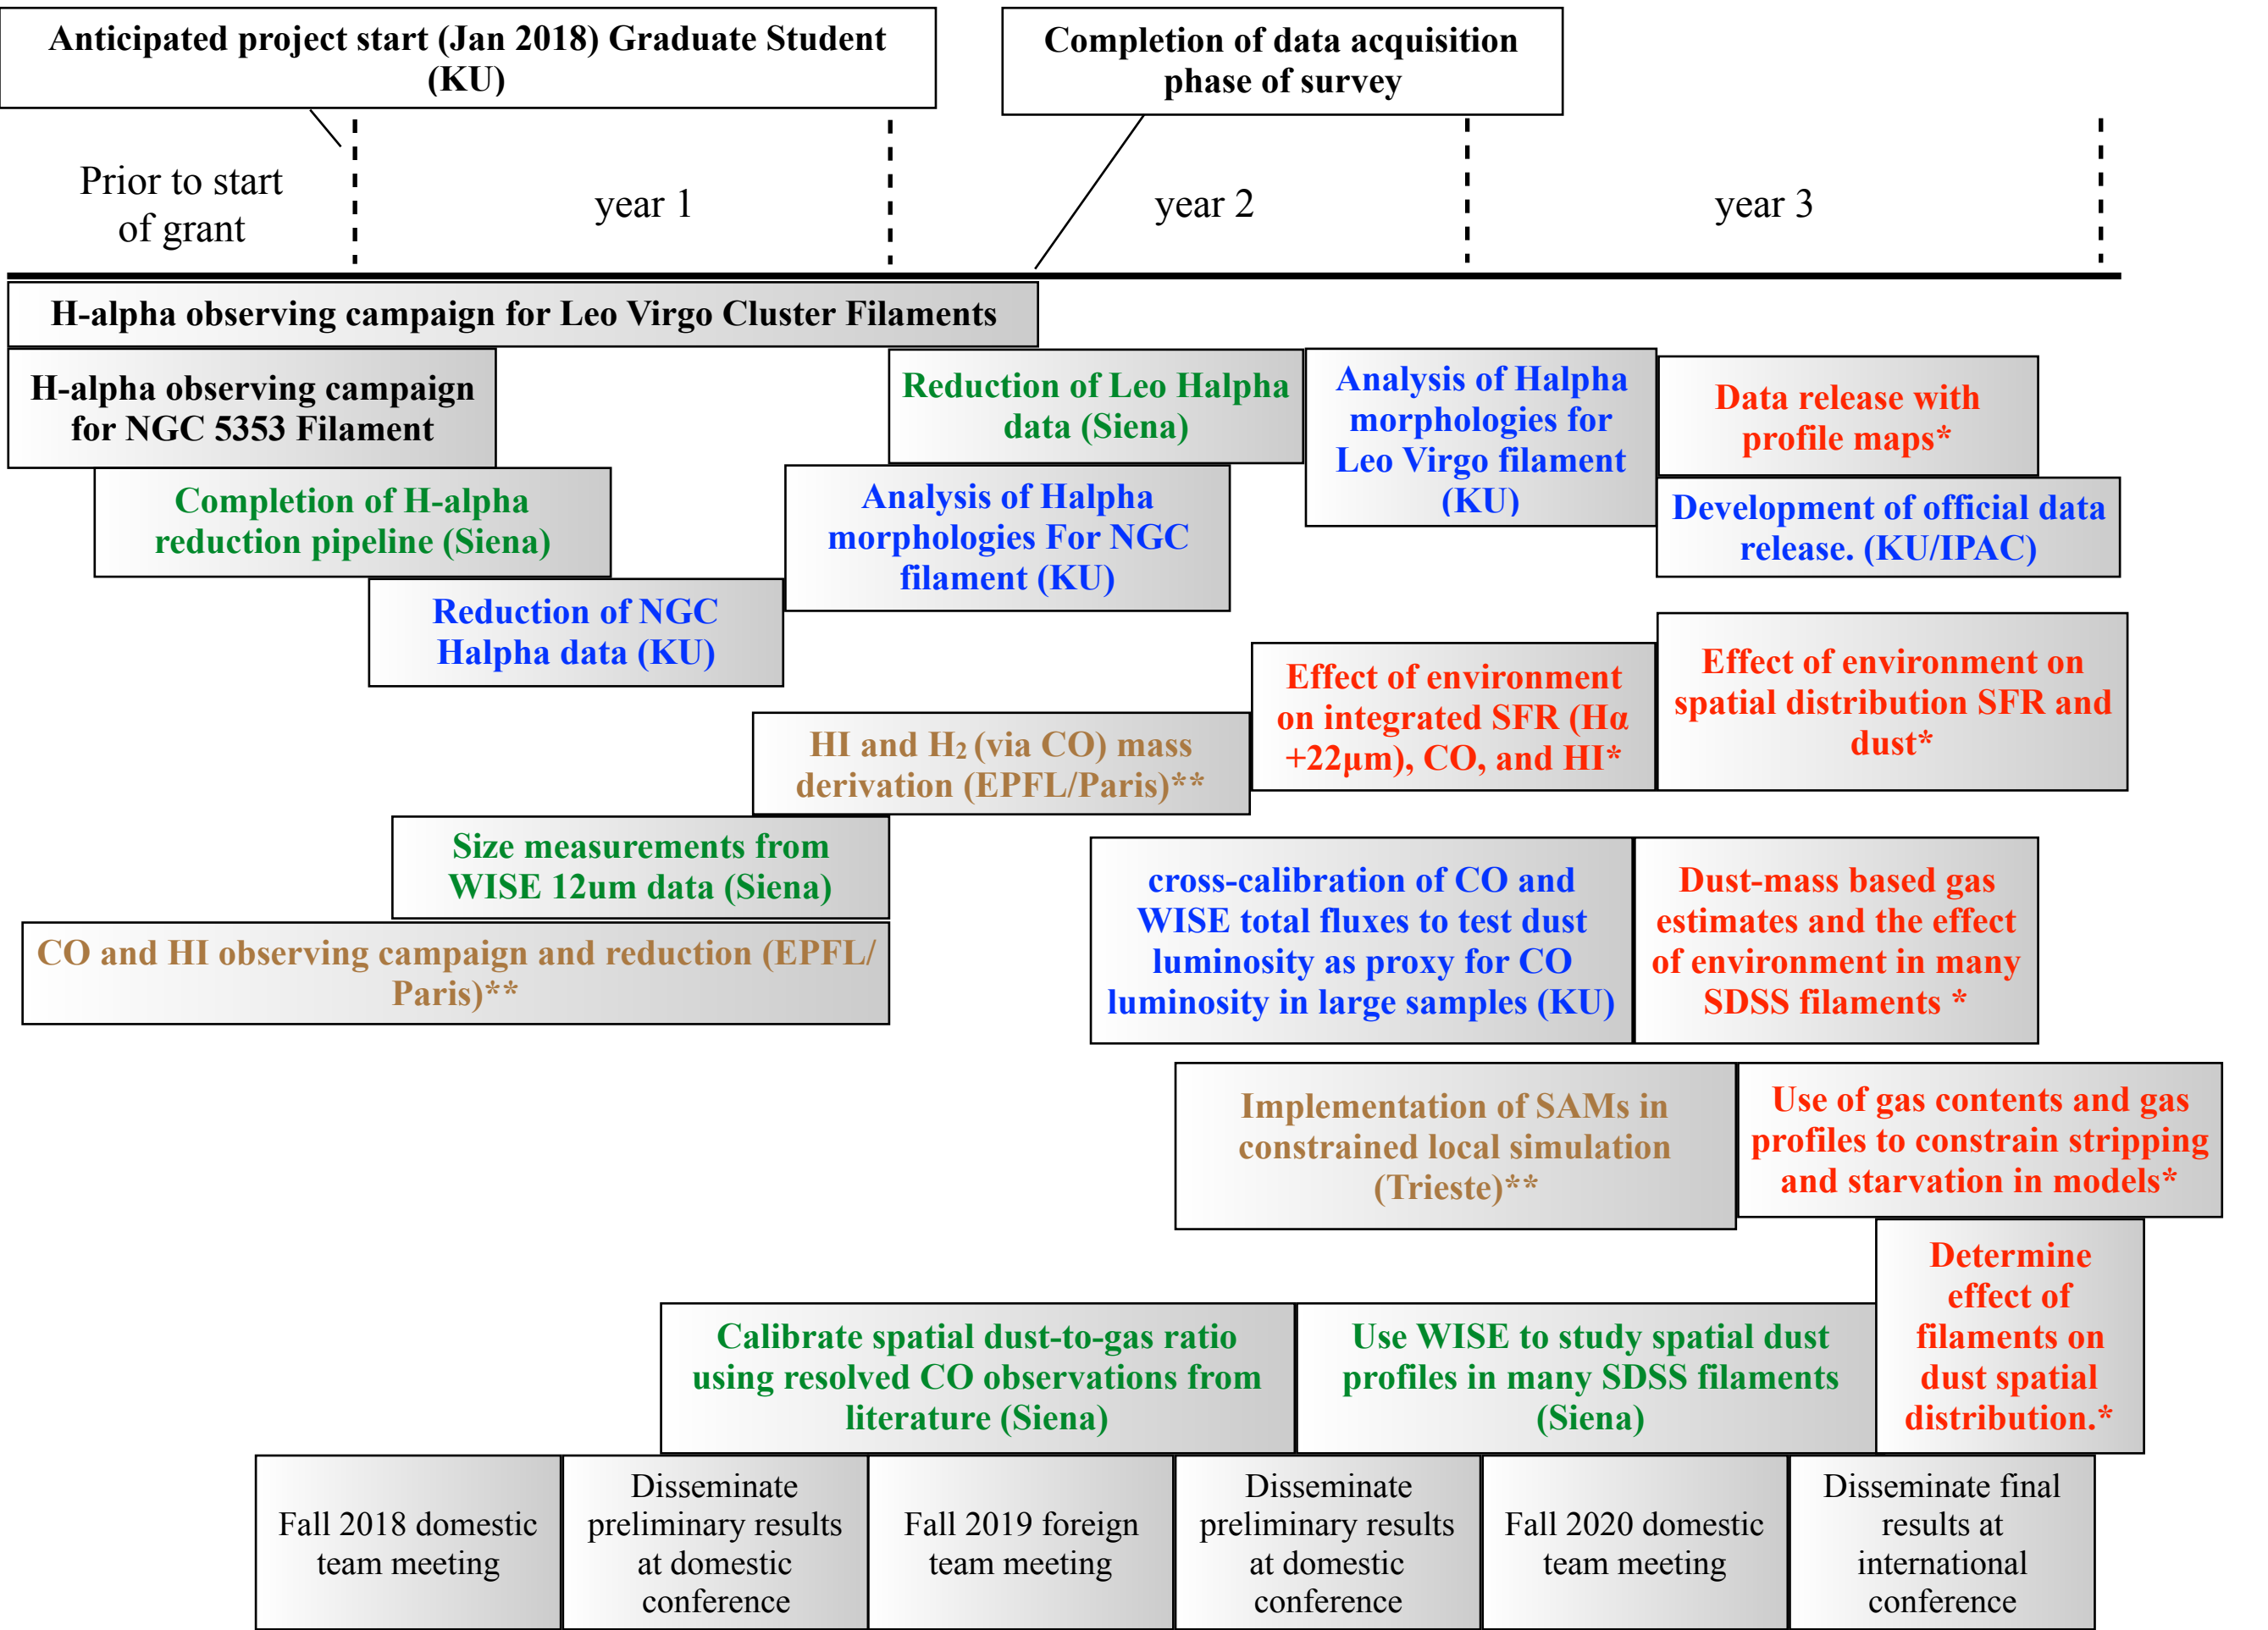 Anticipated project start (Jan 2018) Graduate Student
(KU)
Completion of data acquisition
phase of survey
Prior to start
of grant
year 1
year 2
year 3
H-alpha observing campaign for Leo Virgo Cluster Filaments
H-alpha observing campaign
for NGC 5353 Filament
Reduction of Leo Halpha
data (Siena)
Analysis of Halpha
morphologies for
Leo Virgo filament
(KU)
Data release with
profile maps*
Completion of H-alpha
reduction pipeline (Siena)
Analysis of Halpha
morphologies For NGC
filament (KU)
Development of official data
release. (KU/IPAC)
Reduction of NGC
Halpha data (KU)
Effect of environment
on integrated SFR (Hα
+22μm), CO, and HI*
Effect of environment on
spatial distribution SFR and
dust*
HI and H₂ (via CO) mass
derivation (EPFL/Paris)**
Size measurements from
WISE 12um data (Siena)
cross-calibration of CO and
WISE total fluxes to test dust
luminosity as proxy for CO
luminosity in large samples (KU)
Dust-mass based gas
estimates and the effect
of environment in many
SDSS filaments *
CO and HI observing campaign and reduction (EPFL/
Paris)**
Implementation of SAMs in
constrained local simulation
(Trieste)**
Use of gas contents and gas
profiles to constrain stripping
and starvation in models*
Determine
effect of
filaments on
dust spatial
distribution.*
Calibrate spatial dust-to-gas ratio
using resolved CO observations from
literature (Siena)
Use WISE to study spatial dust
profiles in many SDSS filaments
(Siena)
Fall 2018 domestic
team meeting
Disseminate
preliminary results
at domestic
conference
Fall 2019 foreign
team meeting
Disseminate
preliminary results
at domestic
conference
Fall 2020 domestic
team meeting
Disseminate final
results at
international
conference